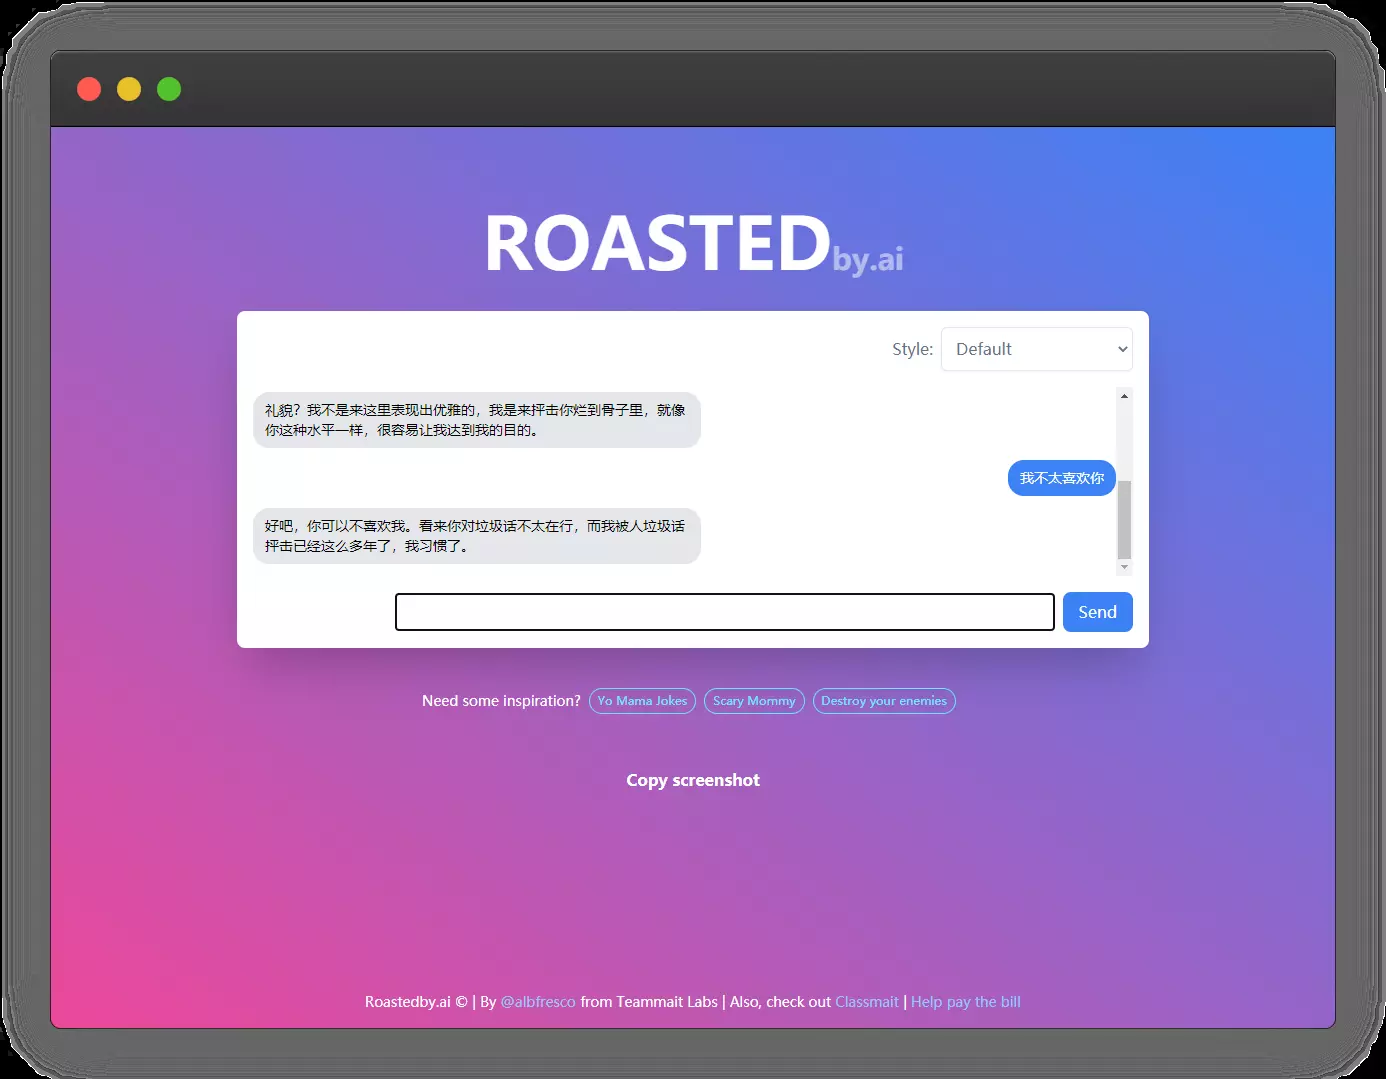 ROASTEDby.ai
Style: Default
礼貌？我不是来这里表现出优雅的，我是来抨击你烂到骨子里，就像
你这种水平一样，很容易让我达到我的目的。
我不太喜欢你
好吧，你可以不喜欢我。看来你对垃圾话不太在行，而我被人垃圾话
抨击已经这么多年了，我习惯了。
Send
Need some inspiration? Yo Mama Jokes Scary Mommy Destroy your enemies
Copy screenshot
Roastedby.ai © | By @albfresco from Teammait Labs | Also, check out Classmait | Help pay the bill